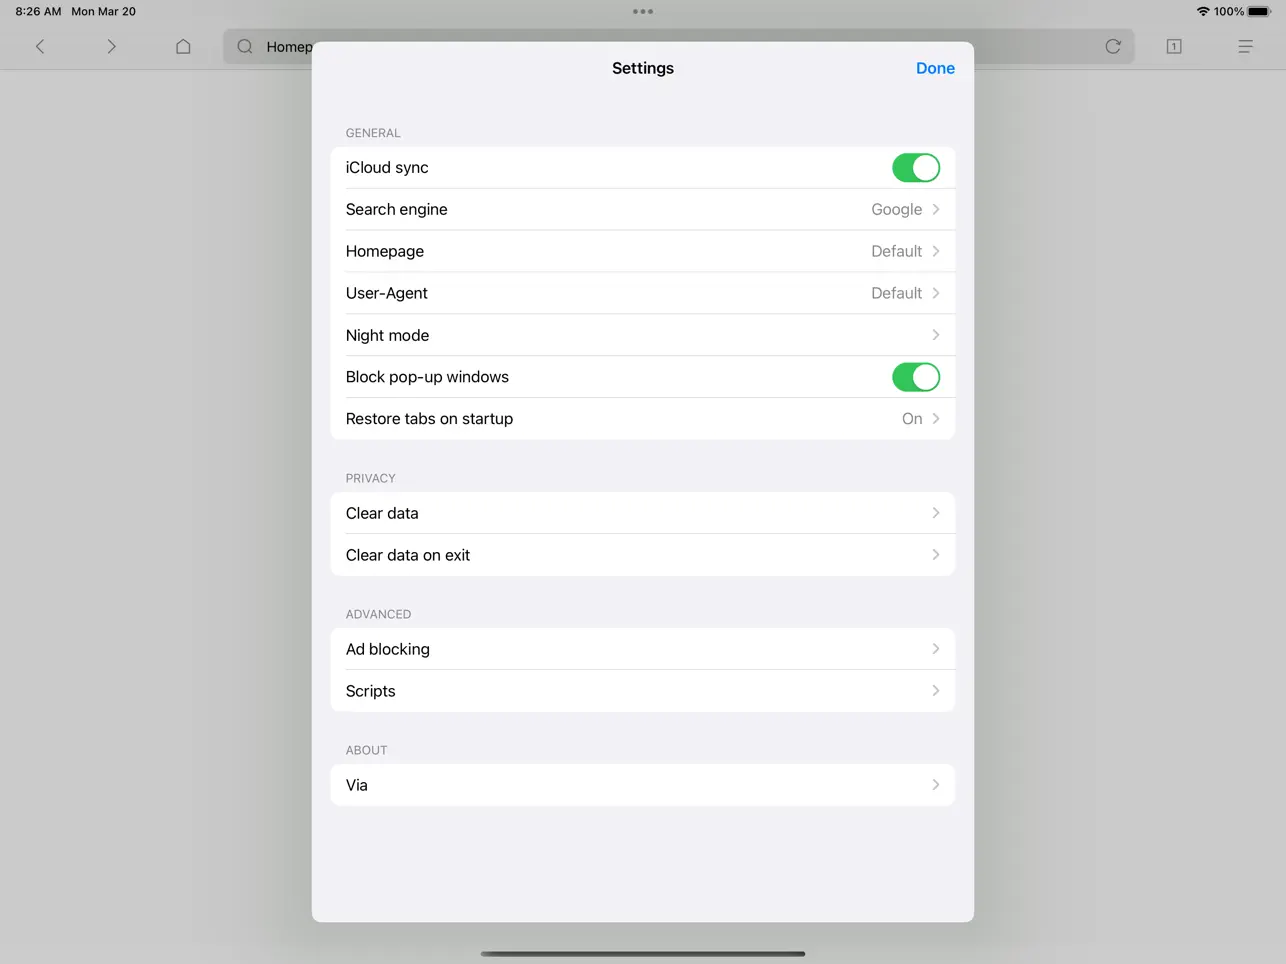 8:26 AM Mon Mar 20
100%
Homep
1
Settings
Done
GENERAL
iCloud sync
Search engine Google
Homepage Default
User-Agent Default
Night mode
Block pop-up windows
Restore tabs on startup On
PRIVACY
Clear data
Clear data on exit
ADVANCED
Ad blocking
Scripts
ABOUT
Via